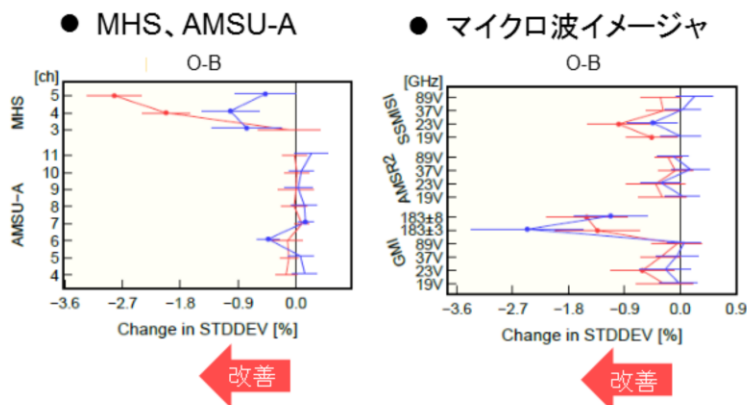 ● MHS、AMSU-A
O-B
[ch]
MHS
5
4
3
AMSU-A
11
10
9
8
7
6
5
4
−3.6 −2.7 −1.8 −0.9 0.0
Change in STDDEV [%]
改善
● マイクロ波イメージャ
O-B
[GHz]
SSMISI
89V
37V
23V
19V
AMSR2
89V
37V
23V
19V
GMI
183±8
183±3
89V
37V
23V
19V
−3.6 −2.7 −1.8 −0.9 0.0 0.9
Change in STDDEV [%]
改善